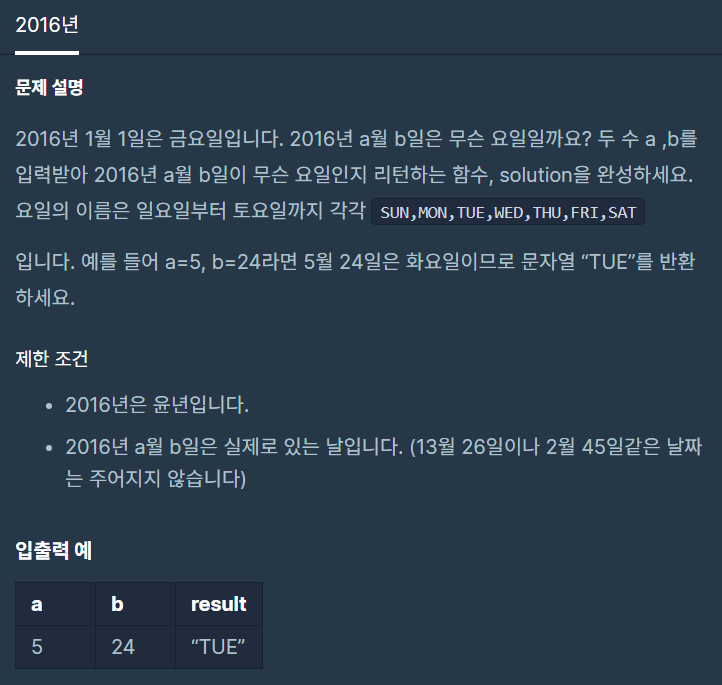 2016년
문제 설명
2016년 1월 1일은 금요일입니다. 2016년 a월 b일은 무슨 요일일까요? 두 수 a ,b를
입력받아 2016년 a월 b일이 무슨 요일인지 리턴하는 함수, solution을 완성하세요.
요일의 이름은 일요일부터 토요일까지 각각 SUN,MON,TUE,WED,THU,FRI,SAT
입니다. 예를 들어 a=5, b=24라면 5월 24일은 화요일이므로 문자열 “TUE”를 반환
하세요.
제한 조건
• 2016년은 윤년입니다.
• 2016년 a월 b일은 실제로 있는 날입니다. (13월 26일이나 2월 45일같은 날짜
는 주어지지 않습니다)
입출력 예
a b result
5 24 “TUE”